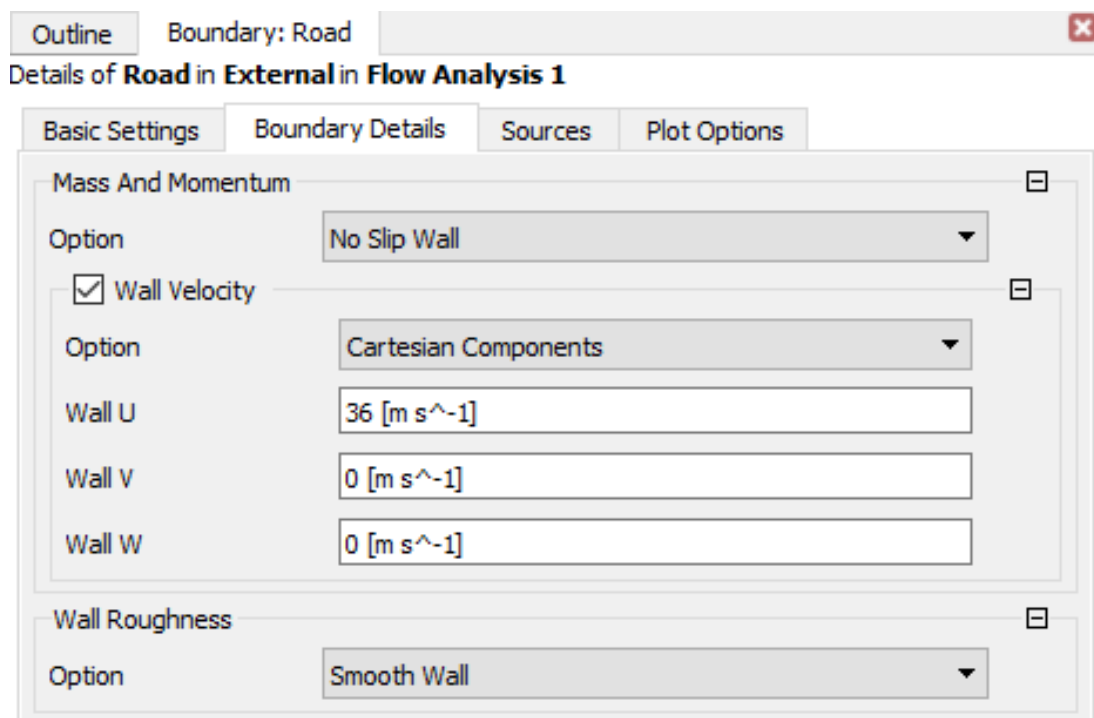 Outline Boundary: Road
Details of Road in External in Flow Analysis 1
Basic Settings Boundary Details Sources Plot Options
Mass And Momentum
Option No Slip Wall
Wall Velocity
Option Cartesian Components
Wall U 36 [m s^-1]
Wall V 0 [m s^-1]
Wall W 0 [m s^-1]
Wall Roughness
Option Smooth Wall